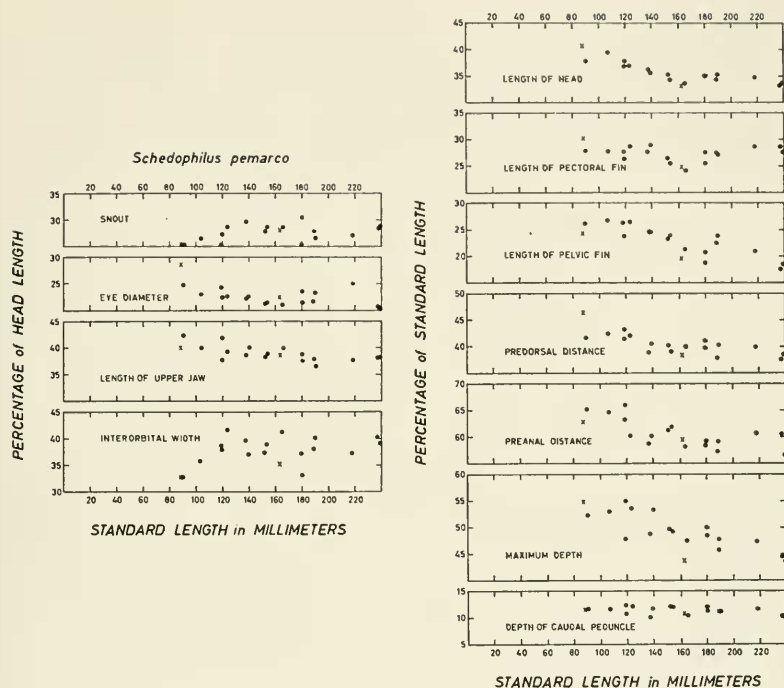 Schedophilus pemarco
20 40 60 80 100 120 140 160 180 200 220
35
SNOUT
30
30
EYE DIAMETER
25
45
40
LENGTH OF UPPER JAW
35
40
INTERORBITAL WIDTH
35
30
20 40 60 80 100 120 140 160 180 200 220
PERCENTAGE of HEAD LENGTH
STANDARD LENGTH in MILLIMETERS
20 40 60 80 100 120 140 160 180 200 220
45
40
35
LENGTH OF HEAD
35
30
LENGTH OF PECTORAL FIN
25
35
30
25
LENGTH OF PELVIC FIN
20
50
45
40
PREDORSAL DISTANCE
70
65
60
PREANAL DISTANCE
60
55
50
45
MAXIMUM DEPTH
15
10
DEPTH OF CAUDAL PEDUNCLE
5
20 40 60 80 100 120 140 160 180 200 220
PERCENTAGE of STANDARD LENGTH
STANDARD LENGTH in MILLIMETERS